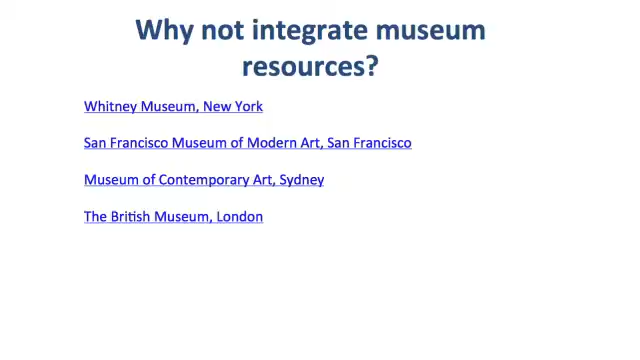 Why not integrate museum
resources?
Whitney Museum, New York
San Francisco Museum of Modern Art, San Francisco
Museum of Contemporary Art, Sydney
The British Museum, London